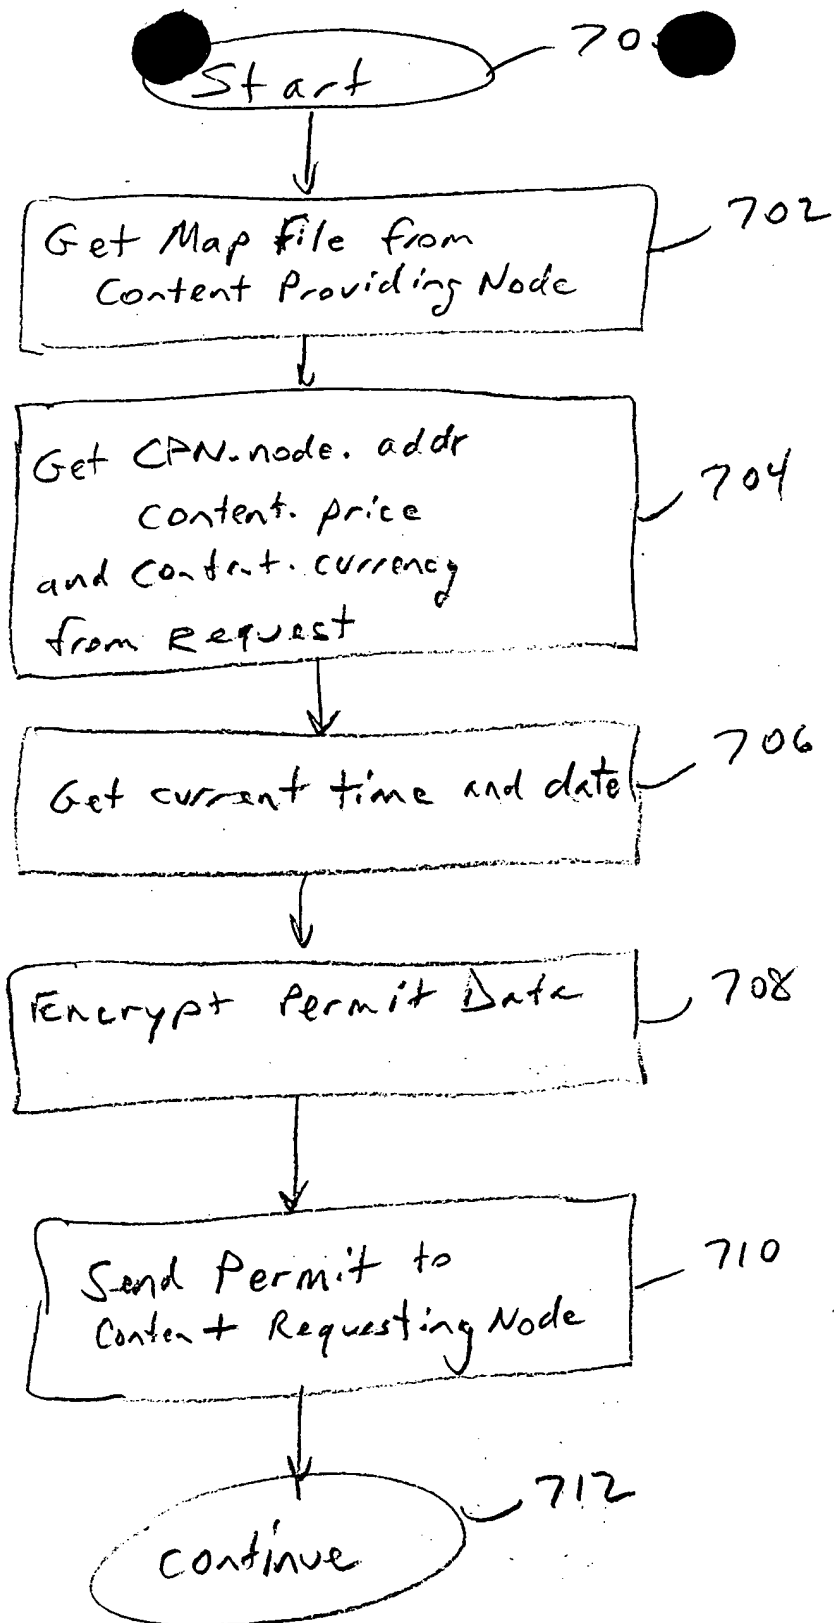 Start
70
Get Map File from
Content Providing Node
702
Get CPN.node.addr
content.price
and content.currency
from Request
704
Get current time and date
706
Encrypt Permit Data
708
Send Permit to
Content Requesting Node
710
continue
712